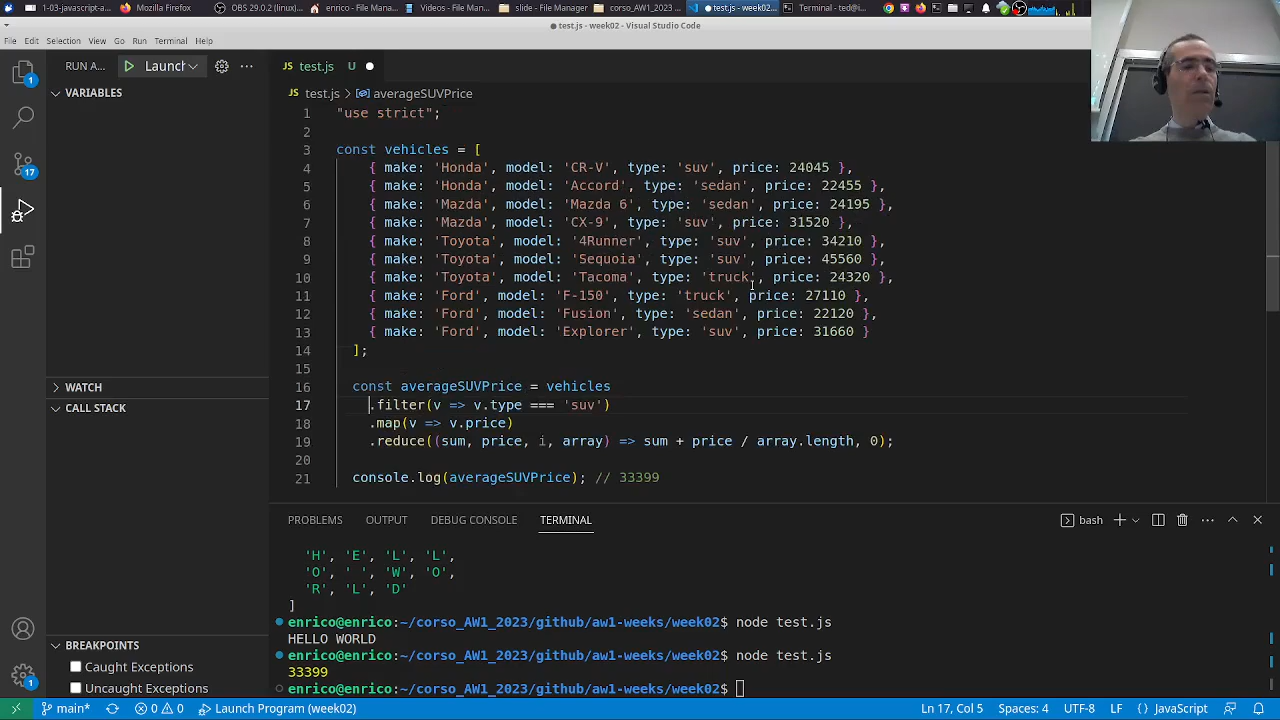 1-03-javascript-a...
Mozilla Firefox
OBS 29.0.2 (linux)...
enrico - File Manager
Videos - File Man...
slide - File Manager
corso_AW1_2023 ...
test.js - week02...
Terminal - ted@i...
test.js - week02 - Visual Studio Code
File Edit Selection View Go Run Terminal Help
RUN A... Launch ...
test.js U
test.js > averageSUVPrice
VARIABLES
WATCH
CALL STACK
BREAKPOINTS
Caught Exceptions
Uncaught Exceptions
1
17
1
1 "use strict";
2
3 const vehicles = [
4 { make: 'Honda', model: 'CR-V', type: 'suv', price: 24045 },
5 { make: 'Honda', model: 'Accord', type: 'sedan', price: 22455 },
6 { make: 'Mazda', model: 'Mazda 6', type: 'sedan', price: 24195 },
7 { make: 'Mazda', model: 'CX-9', type: 'suv', price: 31520 },
8 { make: 'Toyota', model: '4Runner', type: 'suv', price: 34210 },
9 { make: 'Toyota', model: 'Sequoia', type: 'suv', price: 45560 },
10 { make: 'Toyota', model: 'Tacoma', type: 'truck', price: 24320 },
11 { make: 'Ford', model: 'F-150', type: 'truck', price: 27110 },
12 { make: 'Ford', model: 'Fusion', type: 'sedan', price: 22120 },
13 { make: 'Ford', model: 'Explorer', type: 'suv', price: 31660 }
14 ];
15
16 const averageSUVPrice = vehicles
17 .filter(v => v.type === 'suv')
18 .map(v => v.price)
19 .reduce((sum, price, i, array) => sum + price / array.length, 0);
20
21 console.log(averageSUVPrice); // 33399
PROBLEMS OUTPUT DEBUG CONSOLE TERMINAL bash ...
'H', 'E', 'L', 'L',
'O', ' ', 'W', 'O',
'R', 'L', 'D'
]
enrico@enrico:~/corso_AW1_2023/github/aw1-weeks/week02$ node test.js
HELLO WORLD
enrico@enrico:~/corso_AW1_2023/github/aw1-weeks/week02$ node test.js
33399
enrico@enrico:~/corso_AW1_2023/github/aw1-weeks/week02$
main* 0 0 Launch Program (week02) Ln 17, Col 5 Spaces: 4 UTF-8 LF {} JavaScript